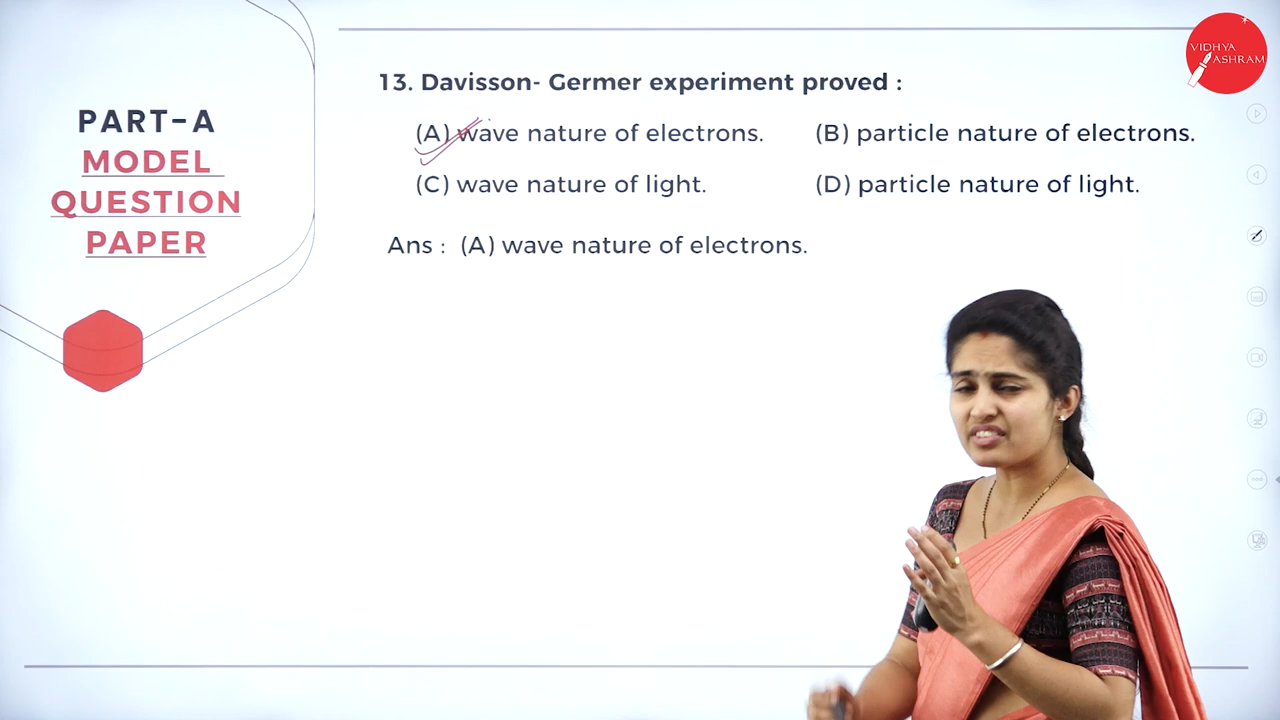 VIDHYA
ASHRAM
PART-A
MODEL
QUESTION
PAPER
13. Davisson- Germer experiment proved :
(A) wave nature of electrons. (B) particle nature of electrons.
(C) wave nature of light. (D) particle nature of light.
Ans : (A) wave nature of electrons.